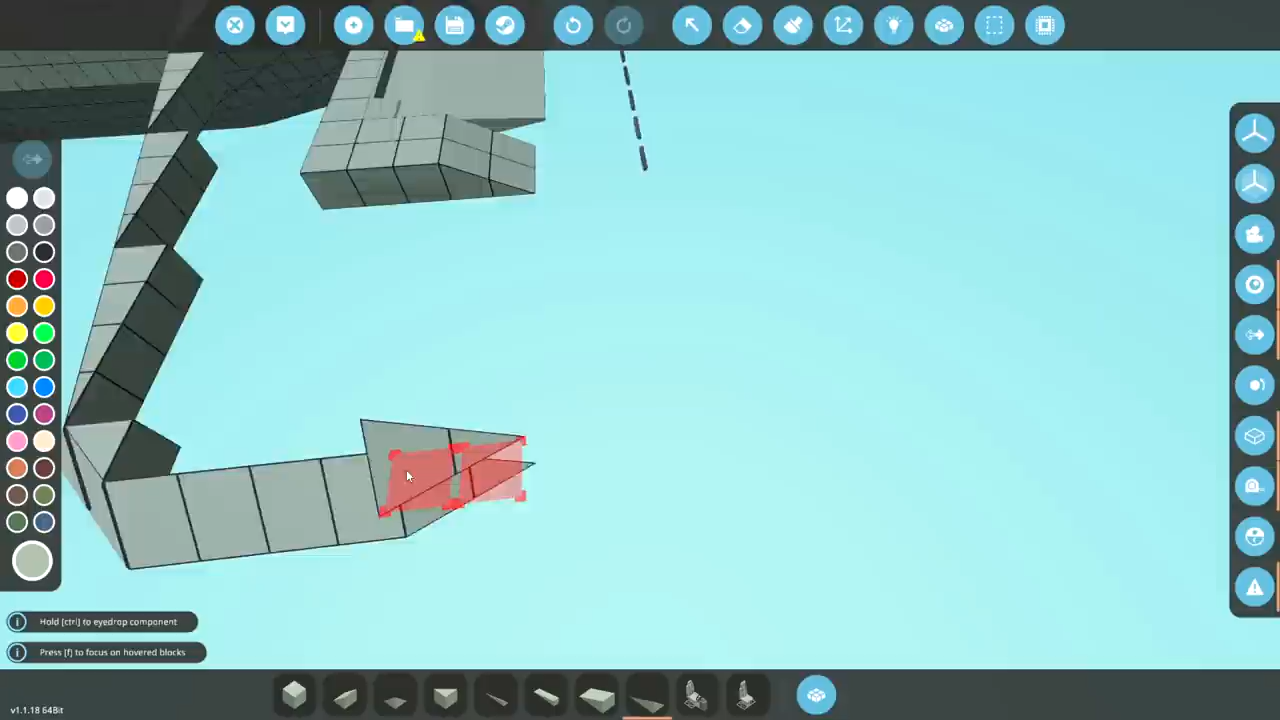 Hold [ctrl] to eyedrop component
Press [f] to focus on hovered blocks
v1.1.18 64Bit